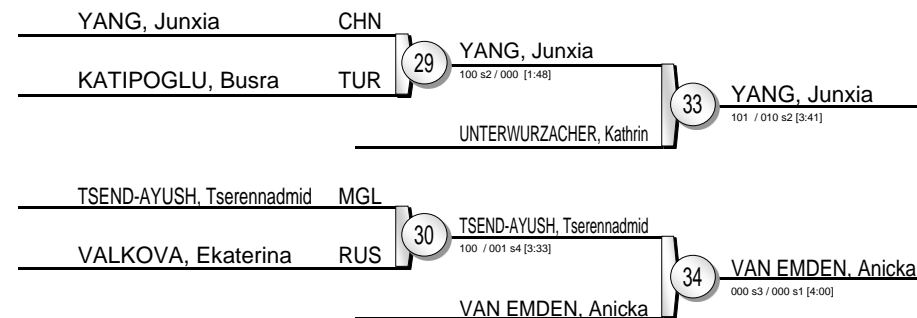 YANG, Junxia CHN
KATIPOGLU, Busra TUR
29
YANG, Junxia
100 s2 / 000 [1:48]
UNTERWURZACHER, Kathrin
33
YANG, Junxia
101 / 010 s2 [3:41]
TSEND-AYUSH, Tserennadmid MGL
VALKOVA, Ekaterina RUS
30
TSEND-AYUSH, Tserennadmid
100 / 001 s4 [3:33]
VAN EMDEN, Anicka
34
VAN EMDEN, Anicka
000 s3 / 000 s1 [4:00]